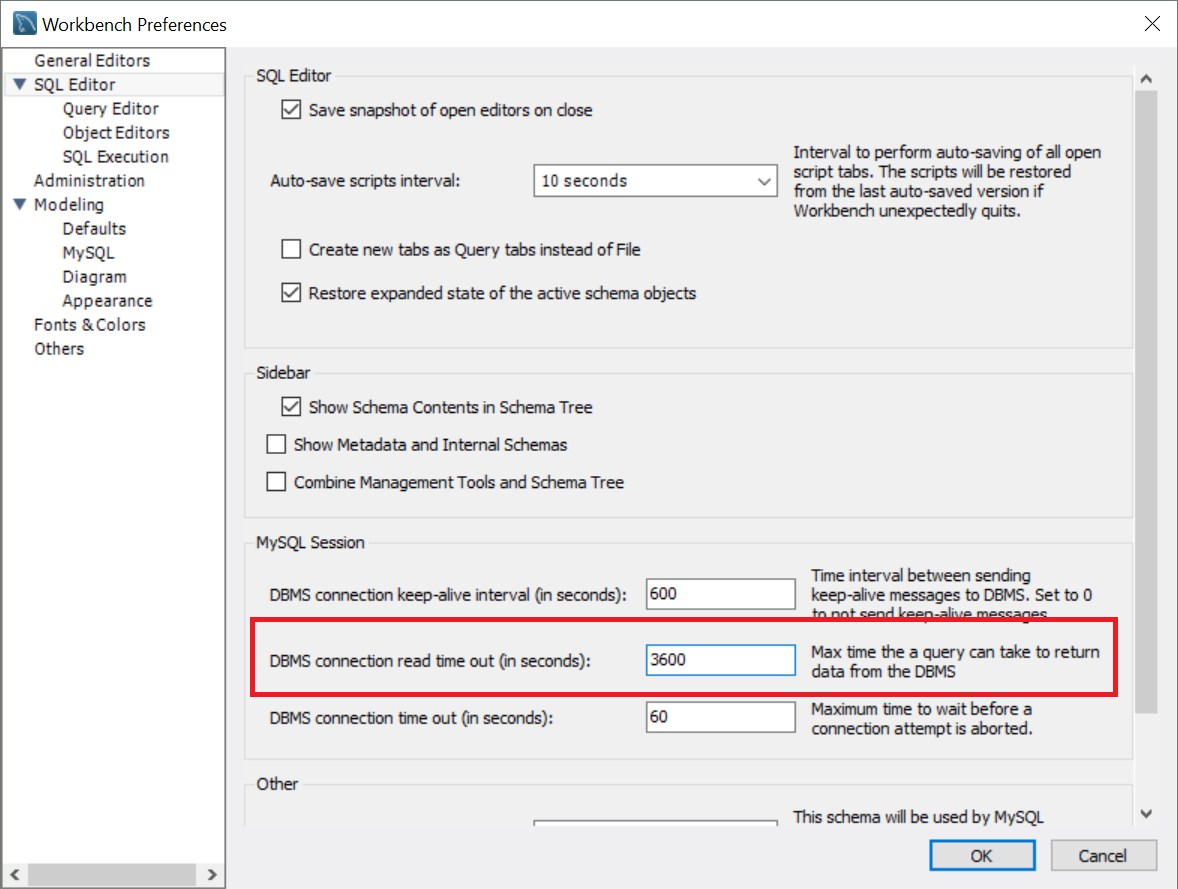 Workbench Preferences
General Editors
SQL Editor
Query Editor
Object Editors
SQL Execution
Administration
Modeling
Defaults
MySQL
Diagram
Appearance
Fonts & Colors
Others
SQL Editor
Save snapshot of open editors on close
Auto-save scripts interval:
10 seconds
Interval to perform auto-saving of all open
script tabs. The scripts will be restored
from the last auto-saved version if
Workbench unexpectedly quits.
Create new tabs as Query tabs instead of File
Restore expanded state of the active schema objects
Sidebar
Show Schema Contents in Schema Tree
Show Metadata and Internal Schemas
Combine Management Tools and Schema Tree
MySQL Session
DBMS connection keep-alive interval (in seconds):
600
Time interval between sending
keep-alive messages to DBMS. Set to 0
to not send keep-alive messages
DBMS connection read time out (in seconds):
3600
Max time the a query can take to return
data from the DBMS
DBMS connection time out (in seconds):
60
Maximum time to wait before a
connection attempt is aborted.
Other
This schema will be used by MySQL
OK
Cancel